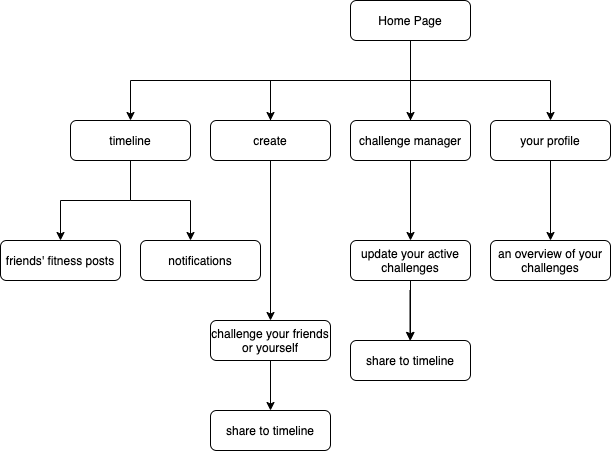 Home Page
timeline
create
challenge manager
your profile
friends' fitness posts
notifications
update your active
challenges
an overview of your
challenges
challenge your friends
or yourself
share to timeline
share to timeline